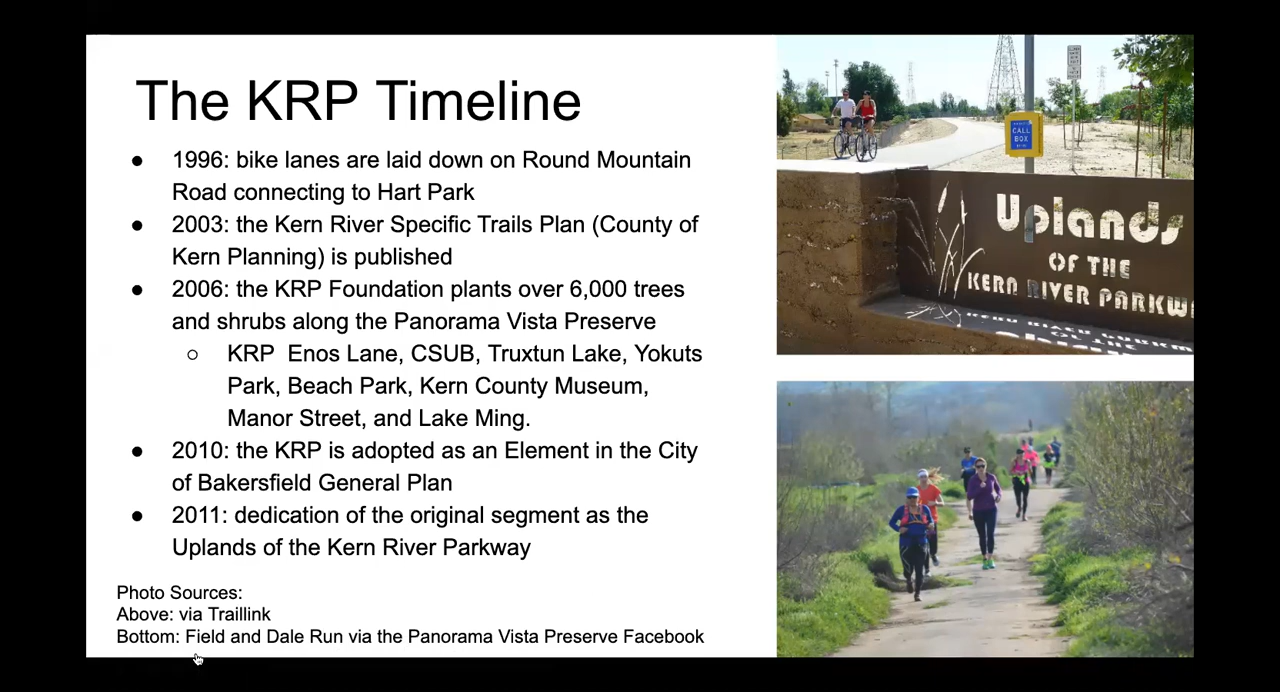 The KRP Timeline
● 1996: bike lanes are laid down on Round Mountain
Road connecting to Hart Park
● 2003: the Kern River Specific Trails Plan (County of
Kern Planning) is published
● 2006: the KRP Foundation plants over 6,000 trees
and shrubs along the Panorama Vista Preserve
○ KRP  Enos Lane, CSUB, Truxtun Lake, Yokuts
Park, Beach Park, Kern County Museum,
Manor Street, and Lake Ming.
● 2010: the KRP is adopted as an Element in the City
of Bakersfield General Plan
● 2011: dedication of the original segment as the
Uplands of the Kern River Parkway
Photo Sources:
Above: via Traillink
Bottom: Field and Dale Run via the Panorama Vista Preserve Facebook
CALL
BOX
Uplands
OF THE
KERN RIVER PARKW